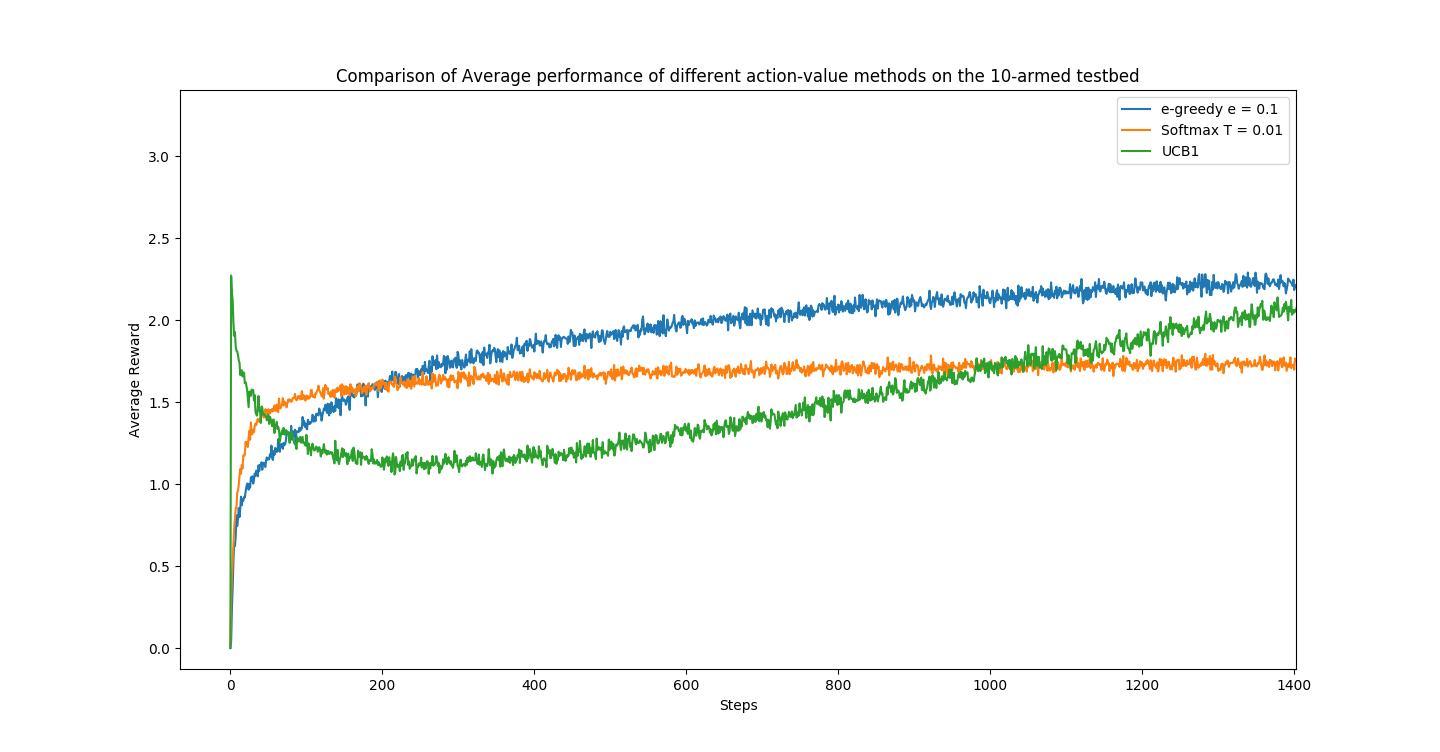 Comparison of Average performance of different action-value methods on the 10-armed testbed
e-greedy e = 0.1
Softmax T = 0.01
UCB1
3.0
2.5
2.0
1.5
1.0
0.5
0.0
Average Reward
0 200 400 600 800 1000 1200 1400
Steps